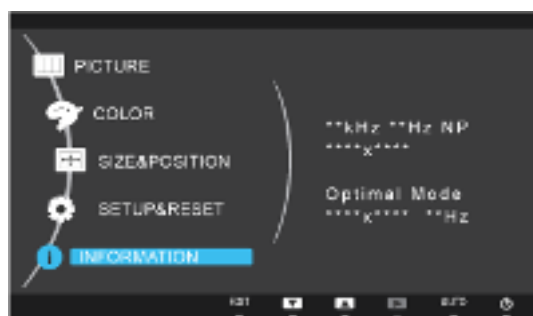 PICTURE
COLOR
SIZE&POSITION
SETUP&RESET
INFORMATION
**kHz **Hz NP
****x****
Optimal Mode
****x**** **Hz
EXIT
AUTO